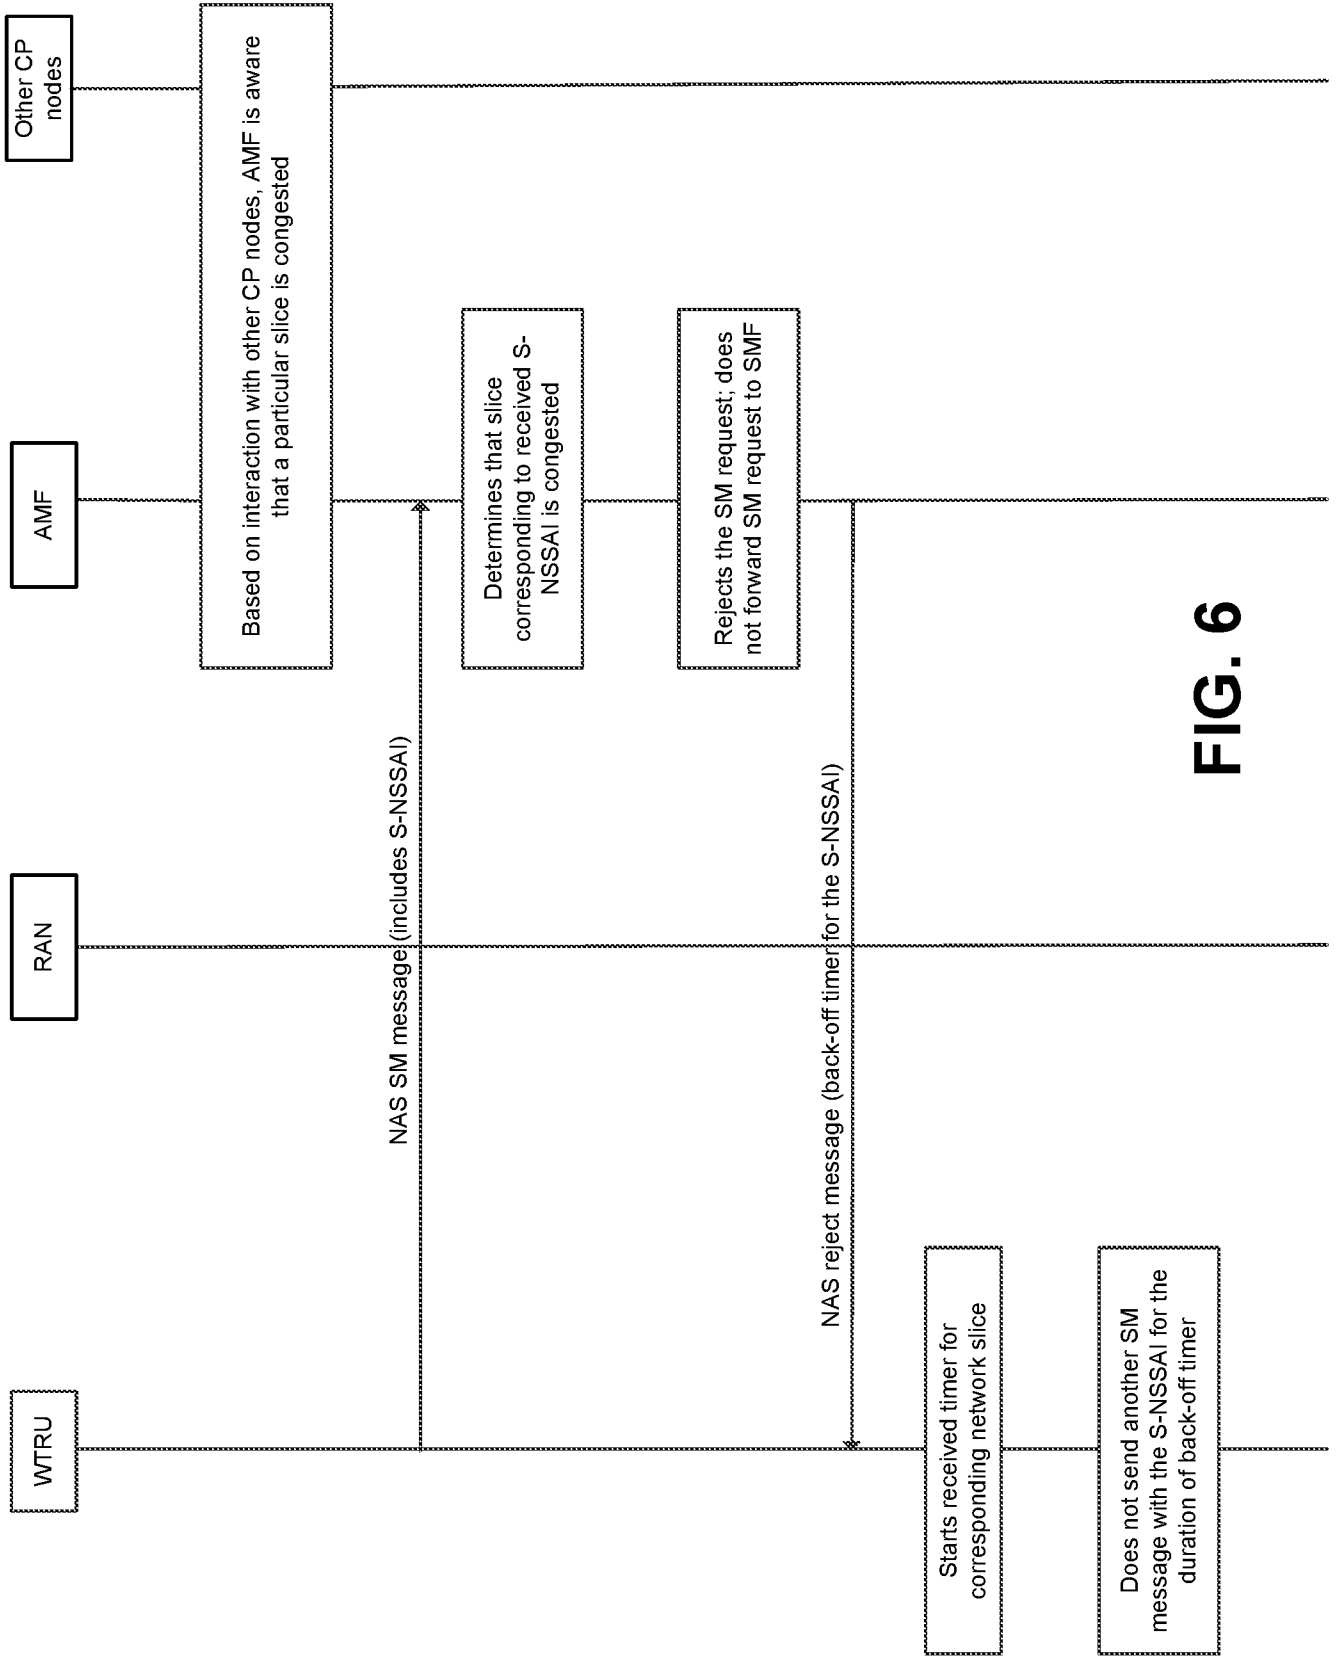 WTRU
RAN
AMF
Other CP
nodes
Based on interaction with other CP nodes, AMF is aware
that a particular slice is congested
NAS SM message (includes S-NSSAI)
Determines that slice
corresponding to received S-
NSSAI is congested
Rejects the SM request; does
not forward SM request to SMF
NAS reject message (back-off timer for the S-NSSAI)
Starts received timer for
corresponding network slice
Does not send another SM
message with the S-NSSAI for the
duration of back-off timer
FIG. 6